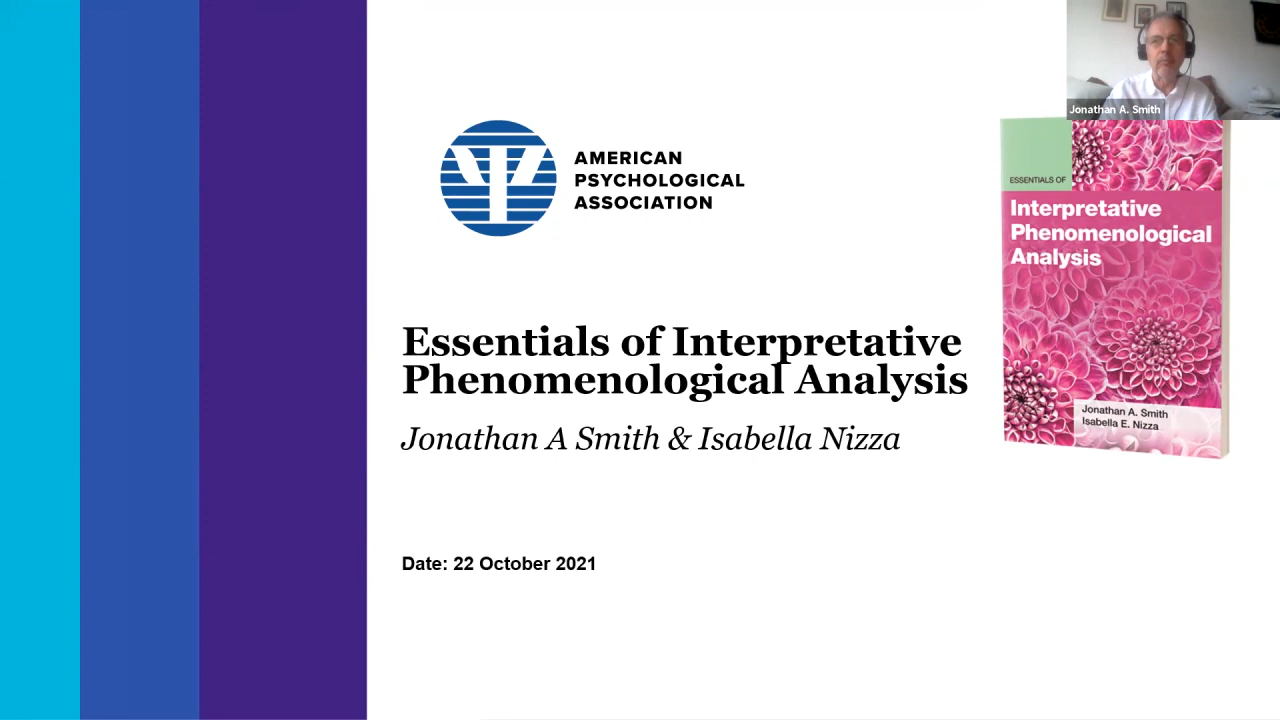 Jonathan A. Smith
AMERICAN
PSYCHOLOGICAL
ASSOCIATION
ESSENTIALS OF
Interpretative
Phenomenological
Analysis
Jonathan A. Smith
Isabella E. Nizza
Essentials of Interpretative
Phenomenological Analysis
Jonathan A Smith & Isabella Nizza
Date: 22 October 2021